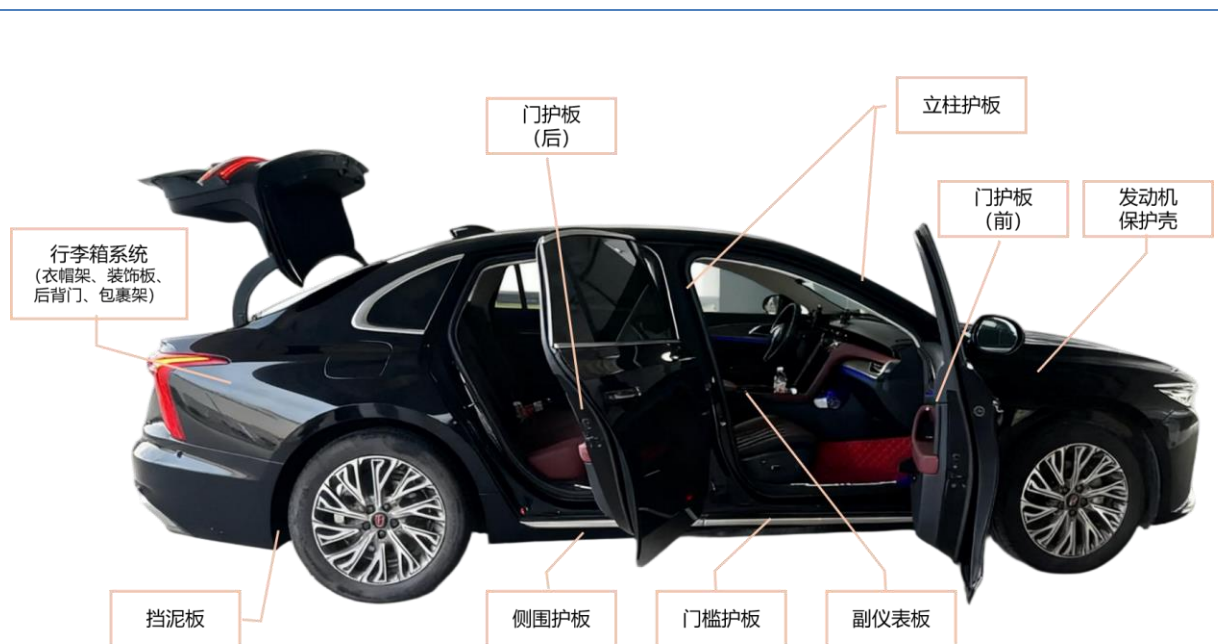 立柱护板
门护板
（后）
门护板
（前）
发动机
保护壳
行李箱系统
（衣帽架、装饰板、
后背门、包裹架）
挡泥板
侧围护板
门槛护板
副仪表板